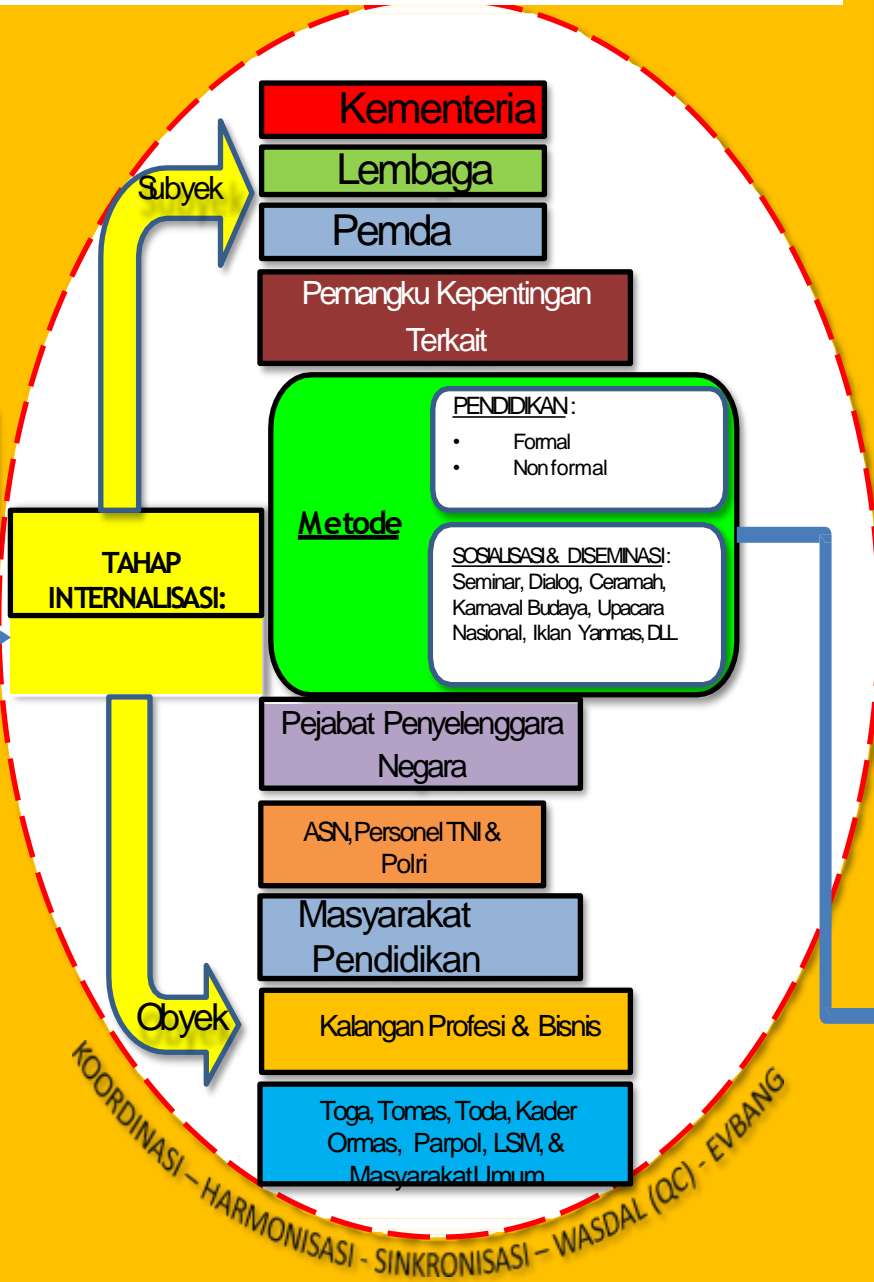 Kementeria
Subyek
Lembaga
Pemda
Pemangku Kepentingan
Terkait
PENDIDIKAN :
• Formal
• Non formal
Metode
SOSIALISASI & DISEMINASI :
Seminar, Dialog, Ceramah,
Karnaval Budaya, Upacara
Nasional, Iklan Yanmas, DLL
TAHAP
INTERNALISASI:
Pejabat Penyelenggara
Negara
ASN, Personel TNI &
Polri
Masyarakat
Pendidikan
Obyek
Kalangan Profesi & Bisnis
Toga, Tomas, Toda, Kader
Ormas, Parpol, LSM, &
Masyarakat Umum
KOORDINASI – HARMONISASI - SINKRONISASI – WASDAL (QC) - EVBANG